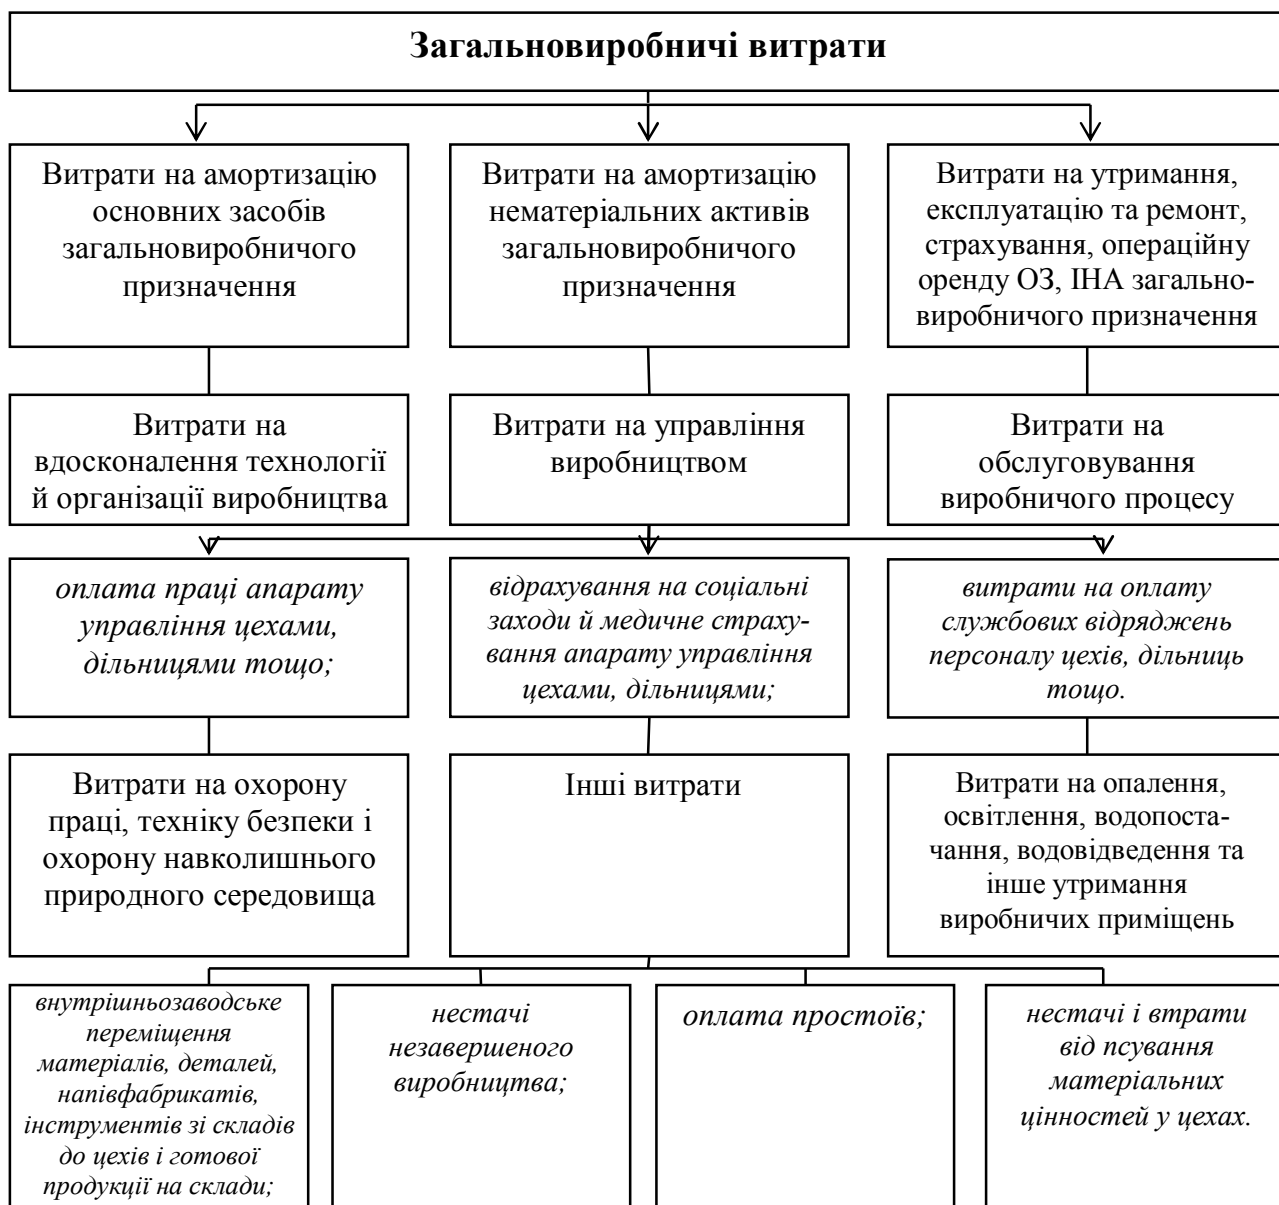 Загальновиробничі витрати
Витрати на амортизацію
основних засобів
загальновиробничого
призначення
Витрати на амортизацію
нематеріальних активів
загальновиробничого
призначення
Витрати на утримання,
експлуатацію та ремонт,
страхування, операційну
оренду ОЗ, ІНА загально-
виробничого призначення
Витрати на
вдосконалення технології
й організації виробництва
Витрати на управління
виробництвом
Витрати на
обслуговування
виробничого процесу
оплата праці апарату
управління цехами,
дільницями тощо;
відрахування на соціальні
заходи й медичне страху-
вання апарату управління
цехами, дільницями;
витрати на оплату
службових відряджень
персоналу цехів, дільниць
тощо.
Витрати на охорону
праці, техніку безпеки і
охорону навколишнього
природного середовища
Інші витрати
Витрати на опалення,
освітлення, водопоста-
чання, водовідведення та
інше утримання
виробничих приміщень
внутрішньозаводське
переміщення
матеріалів, деталей,
напівфабрикатів,
інструментів зі складів
до цехів і готової
продукції на склади;
нестачі
незавершеного
виробництва;
оплата простоїв;
нестачі і втрати
від псування
матеріальних
цінностей у цехах.